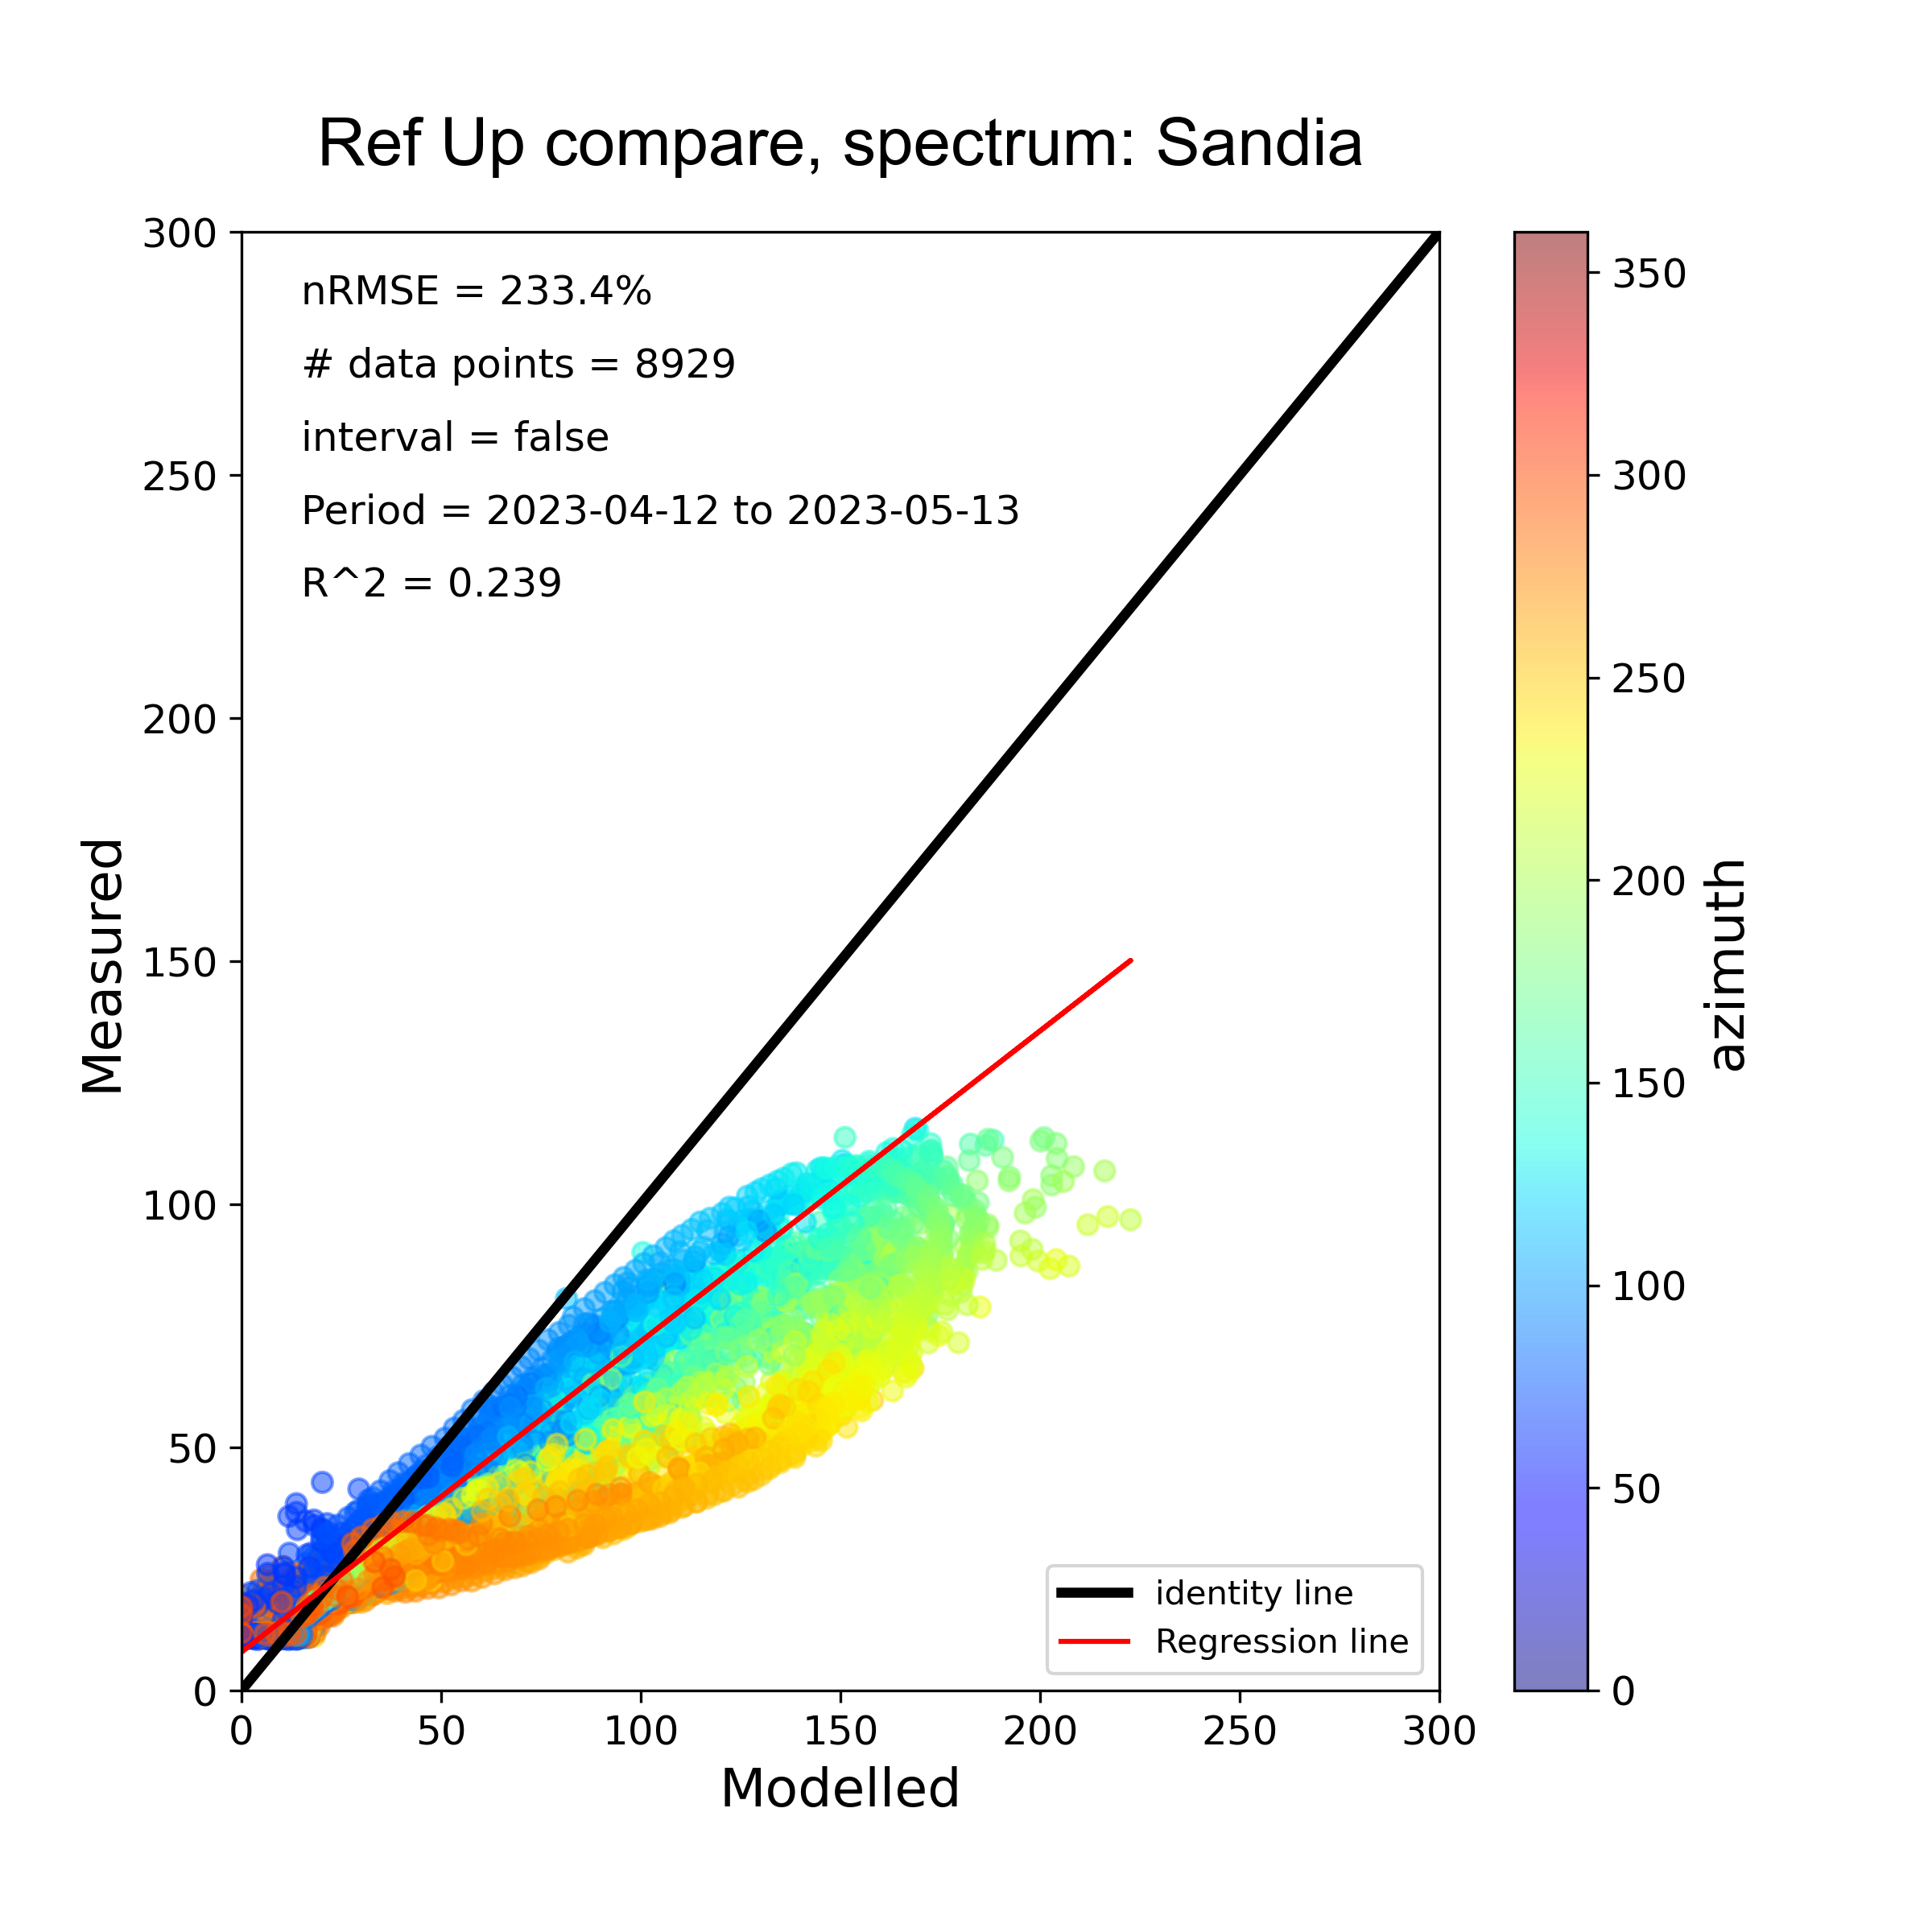 Ref Up compare, spectrum: Sandia
nRMSE = 233.4%
# data points = 8929
interval = false
Period = 2023-04-12 to 2023-05-13
R^2 = 0.239
300
250
200
150
100
50
0
Measured
0
50
100
150
200
250
300
Modelled
identity line
Regression line
350
300
250
200
150
100
50
0
azimuth